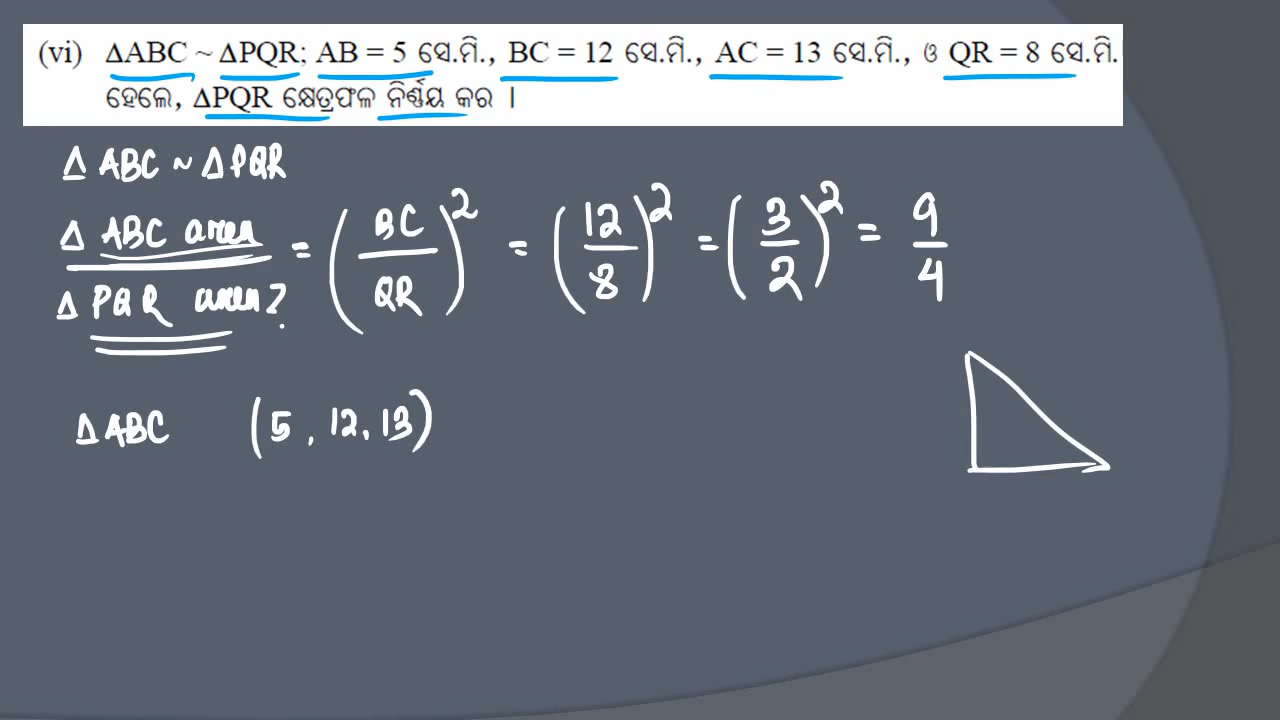 (vi) ΔABC ~ ΔPQR; AB = 5 ସେ.ମି., BC = 12 ସେ.ମି., AC = 13 ସେ.ମି., ଓ QR = 8 ସେ.ମି.
ହେଲେ, ΔPQR କ୍ଷେତ୍ରଫଳ ନିର୍ଣ୍ଣୟ କର ।
Δ ABC ~ Δ PQR
Δ ABC area / Δ PQR area? = (BC/QR)² = (12/8)² = (3/2)² = 9/4
Δ ABC (5, 12, 13)